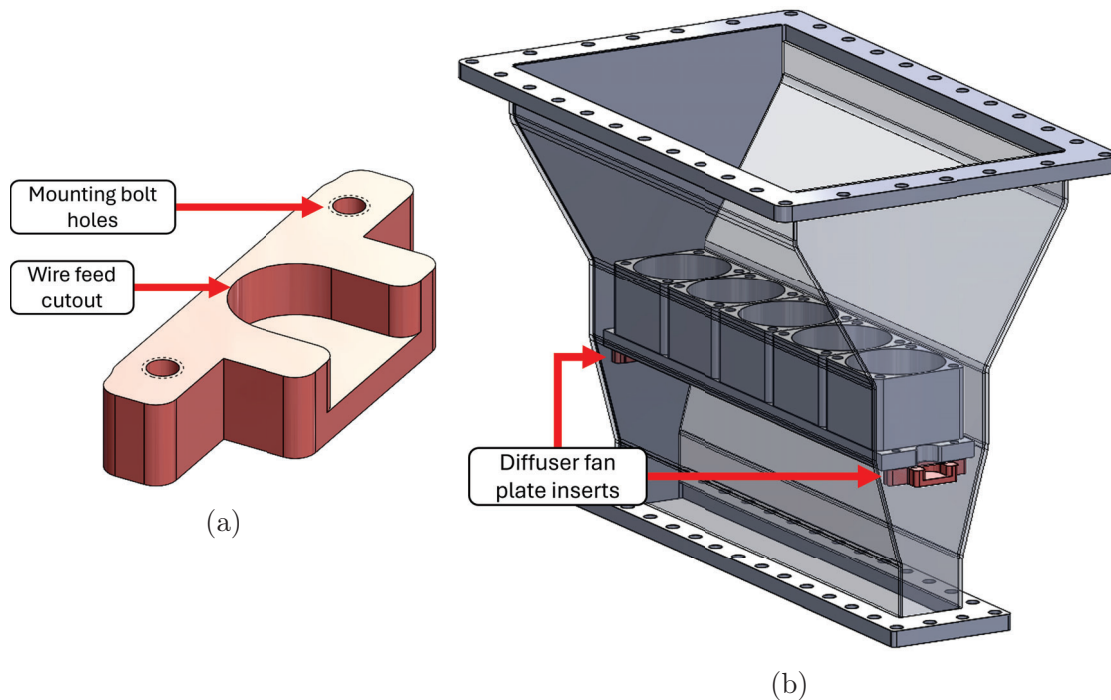 Mounting bolt
holes
Wire feed
cutout
(a)
Diffuser fan
plate inserts
(b)